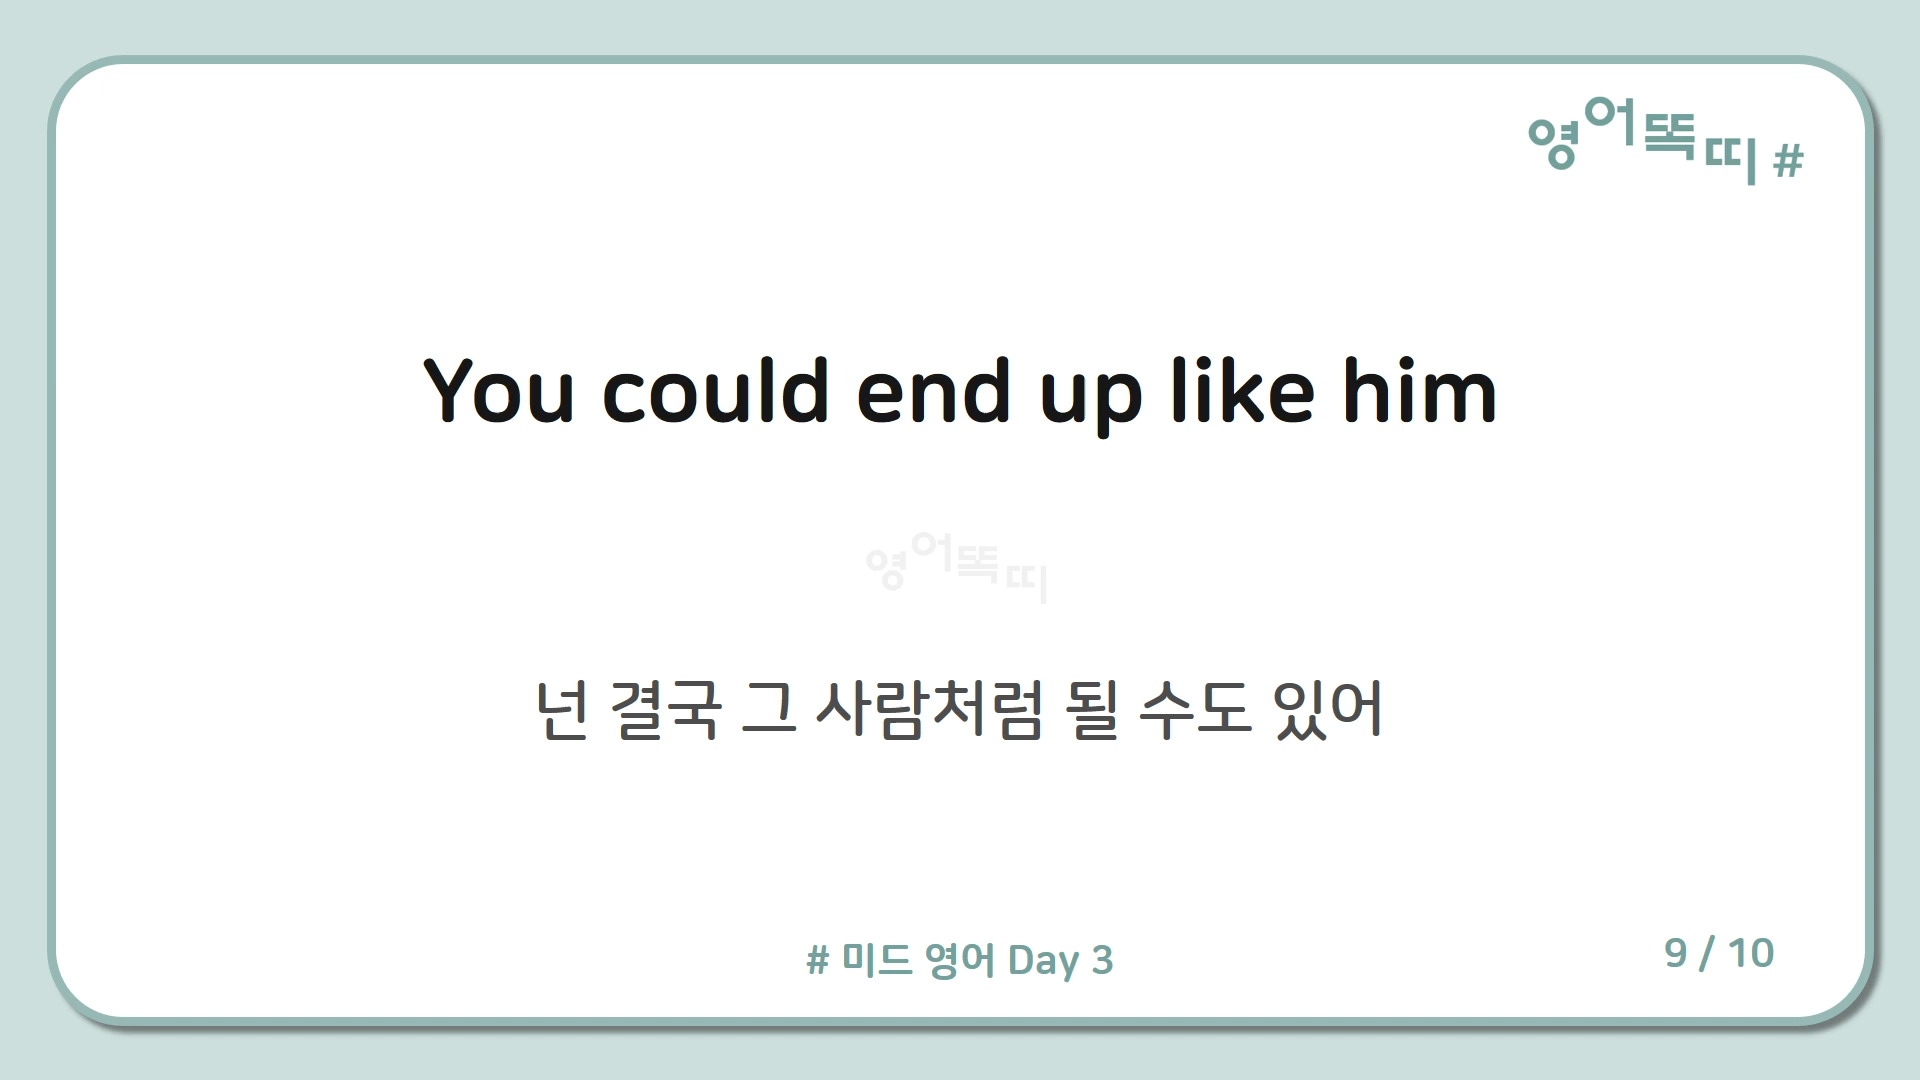 영어똑띠 #
You could end up like him
영어똑띠
넌 결국 그 사람처럼 될 수도 있어
# 미드 영어 Day 3
9 / 10